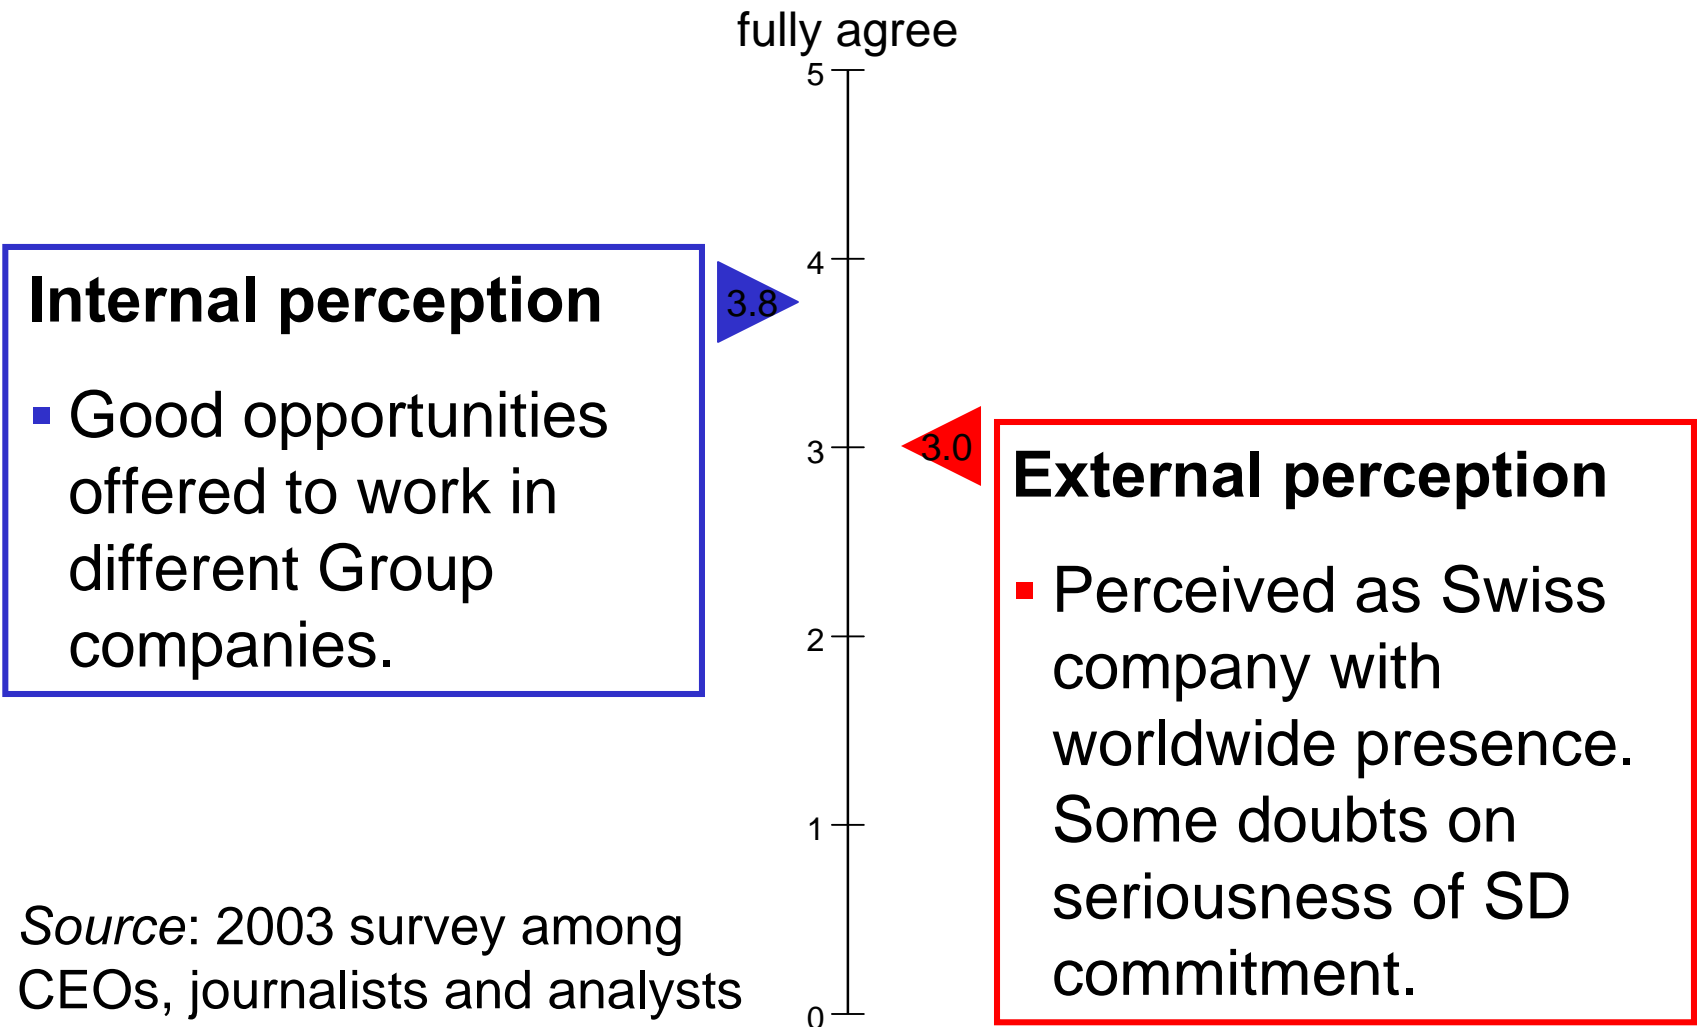 fully agree
5
4
Internal perception
3.8
▪ Good opportunities
offered to work in
different Group
companies.
3
3.0
External perception
▪ Perceived as Swiss
company with
worldwide presence.
Some doubts on
seriousness of SD
commitment.
2
1
0
Source: 2003 survey among
CEOs, journalists and analysts